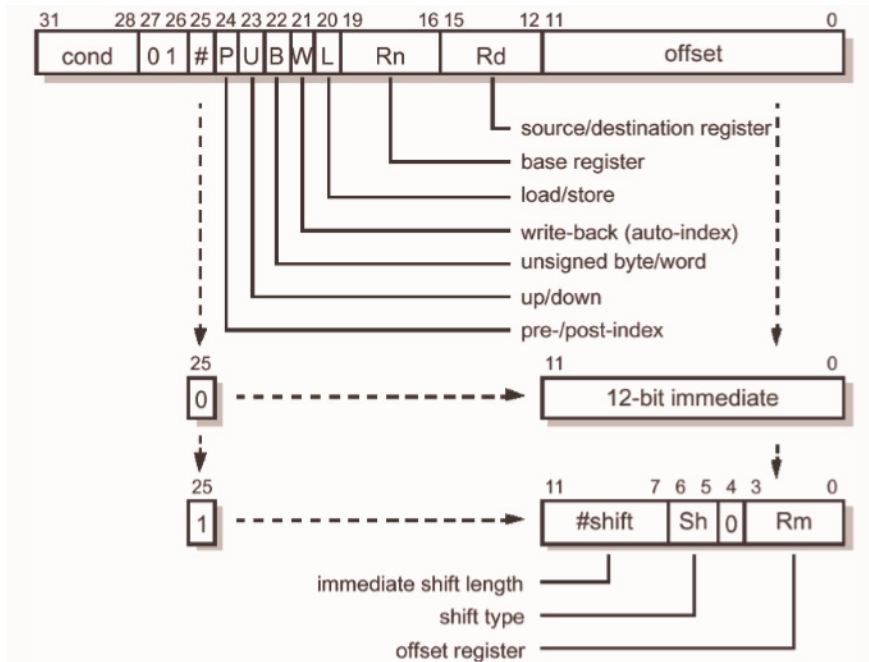 31 28 27 26 25 24 23 22 21 20 19 16 15 12 11 0
cond 0 1 # P U B W L Rn Rd offset
source/destination register
base register
load/store
write-back (auto-index)
unsigned byte/word
up/down
pre-/post-index
25 11 0
0 12-bit immediate
25 11 7 6 5 4 3 0
1 #shift Sh 0 Rm
immediate shift length
shift type
offset register